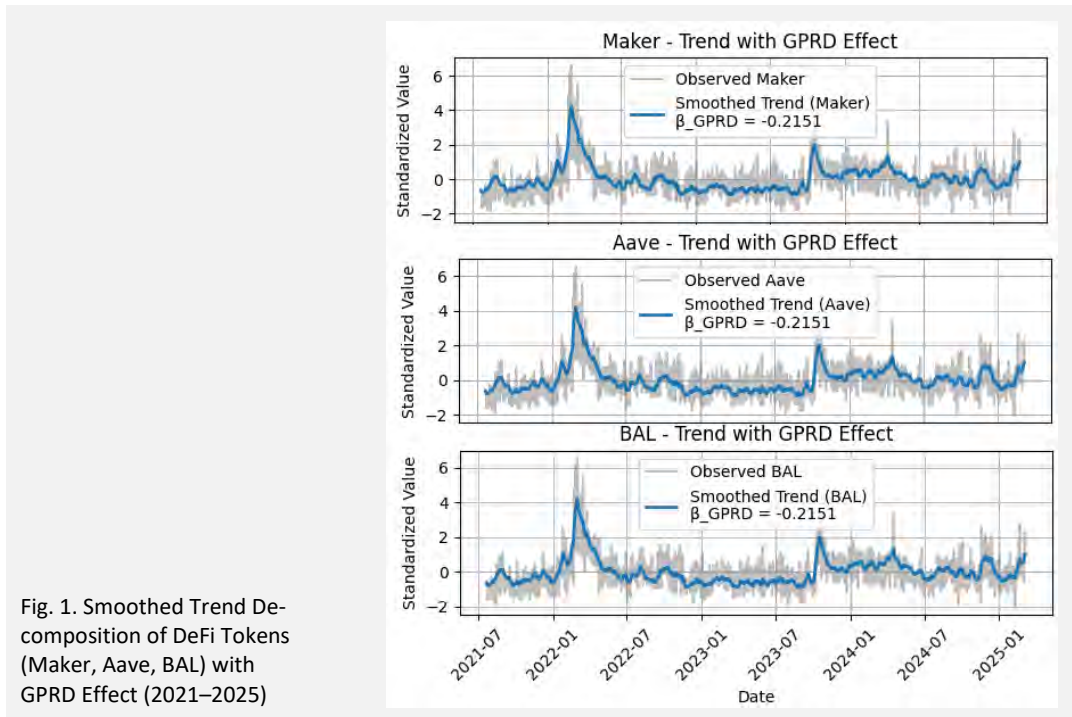 Maker - Trend with GPRD Effect
Standardized Value
6
4
2
0
−2
Observed Maker
Smoothed Trend (Maker)
β_GPRD = -0.2151
Aave - Trend with GPRD Effect
Standardized Value
6
4
2
0
−2
Observed Aave
Smoothed Trend (Aave)
β_GPRD = -0.2151
BAL - Trend with GPRD Effect
Standardized Value
6
4
2
0
−2
Observed BAL
Smoothed Trend (BAL)
β_GPRD = -0.2151
2021-07
2022-01
2022-07
2023-01
2023-07
2024-01
2024-07
2025-01
Date
Fig. 1. Smoothed Trend De-
composition of DeFi Tokens
(Maker, Aave, BAL) with
GPRD Effect (2021–2025)